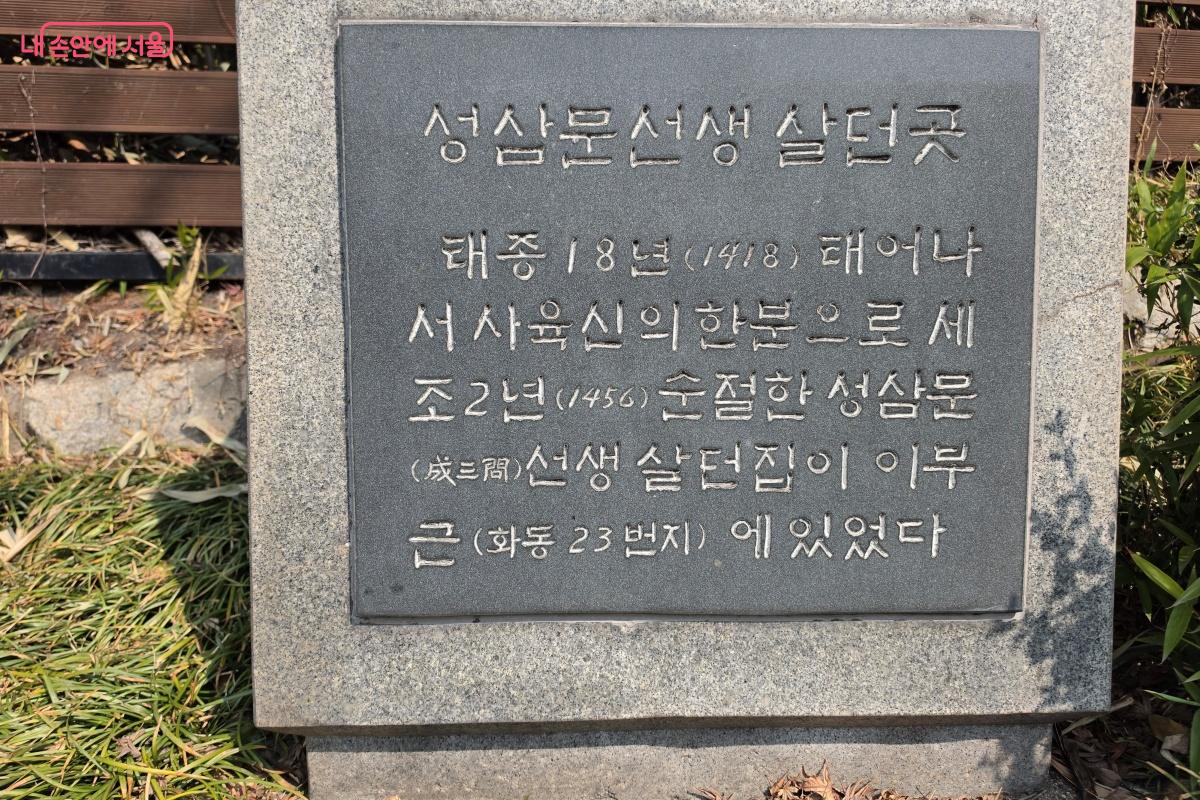 내 손안에 서울
성삼문선생 살던곳
태종18년(1418) 태어나
서 사육신의 한분으로 세
조2년(1456) 순절한 성삼문
(成三問)선생 살던집이 이부
근(화동 23번지)에 있었다